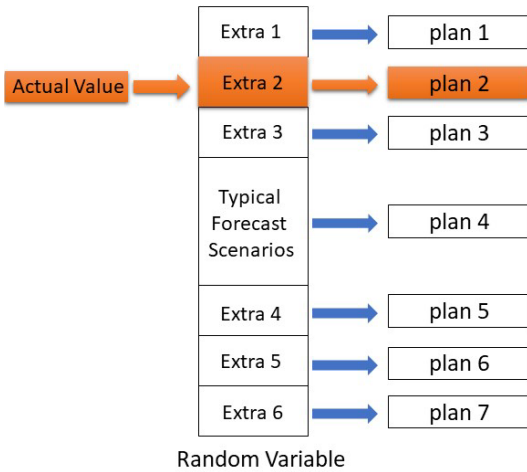 Extra 1
plan 1
Actual Value
Extra 2
plan 2
Extra 3
plan 3
Typical
Forecast
Scenarios
plan 4
Extra 4
plan 5
Extra 5
plan 6
Extra 6
plan 7
Random Variable